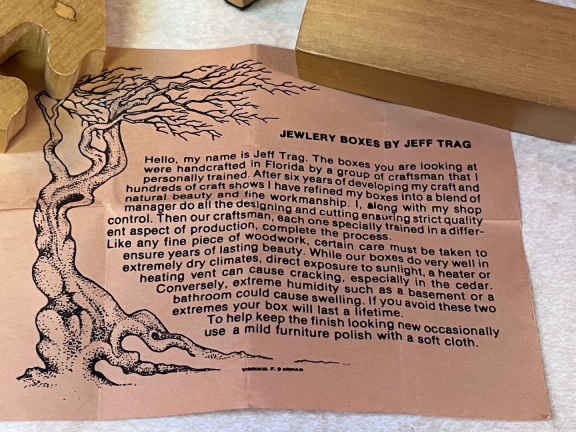 JEWLERY BOXES BY JEFF TRAG
Hello, my name is Jeff Trag. The boxes you are looking at
were handcrafted in Florida by a group of craftsman that I
personally trained. After six years of developing my craft and
hundreds of craft shows I have refined my boxes into a blend of
natural beauty and fine workmanship. I, along with my shop
manager do all the designing and cutting ensuring strict quality
control. Then our craftsman, each one specially trained in a differ-
ent aspect of production, complete the process.
Like any fine piece of woodwork, certain care must be taken to
ensure years of lasting beauty. While our boxes do very well in
extremely dry climates, direct exposure to sunlight, a heater or
heating vent can cause cracking, especially in the cedar.
Conversely, extreme humidity such as a basement or a
bathroom could cause swelling. If you avoid these two
extremes your box will last a lifetime.
To help keep the finish looking new occasionally
use a mild furniture polish with a soft cloth.